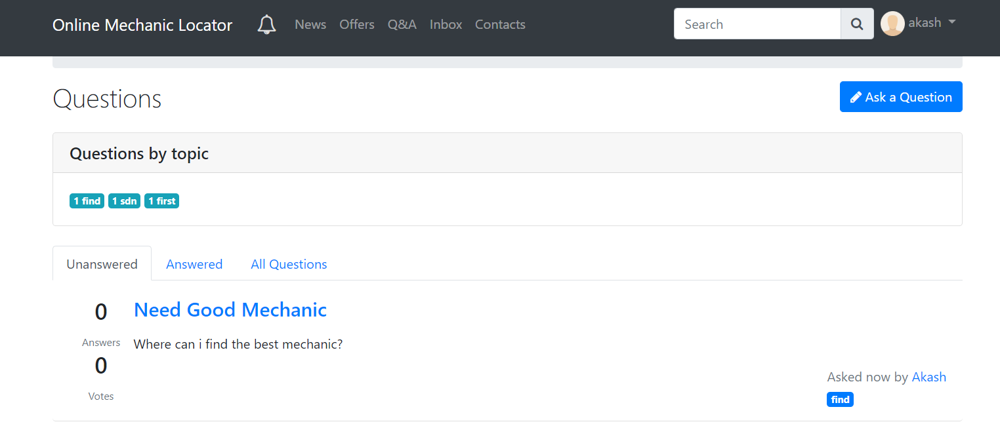 Online Mechanic Locator News Offers Q&A Inbox Contacts Search akash
Questions Ask a Question
Questions by topic
1 find 1 sdn 1 first
Unanswered Answered All Questions
0 Need Good Mechanic
Answers Where can i find the best mechanic?
0
Asked now by Akash
Votes find